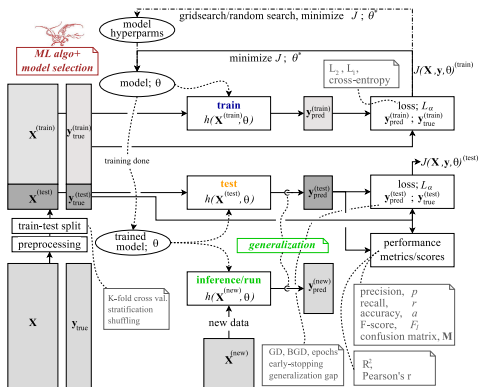 model
hyperparms
gridsearch/random search, minimize J ; θ*
ML algo+
model selection
minimize J ; θ*
J(X,y,θ)(train)
model; θ
L2 , L1,
cross-entropy
train
h(X(train),θ)
y pred (train)
loss; Lα
y pred (train) ; y true (train)
X(train)
y true (train)
training done
J(X,y,θ)(test)
X(test)
y true (test)
test
h(X(test),θ)
y pred (test)
loss; Lα
y pred (test) ; y true (test)
train-test split
preprocessing
trained
model; θ
generalization
performance
metrics/scores
inference/run
h(X(new),θ)
y pred (new)
K-fold cross val.
stratification
shuffling
X
y true
new data
X(new)
GD, BGD, epochs
early-stopping
generalization gap
precision, p
recall, r
accuracy, a
F-score, F1
confusion matrix, M
R2,
Pearson's r